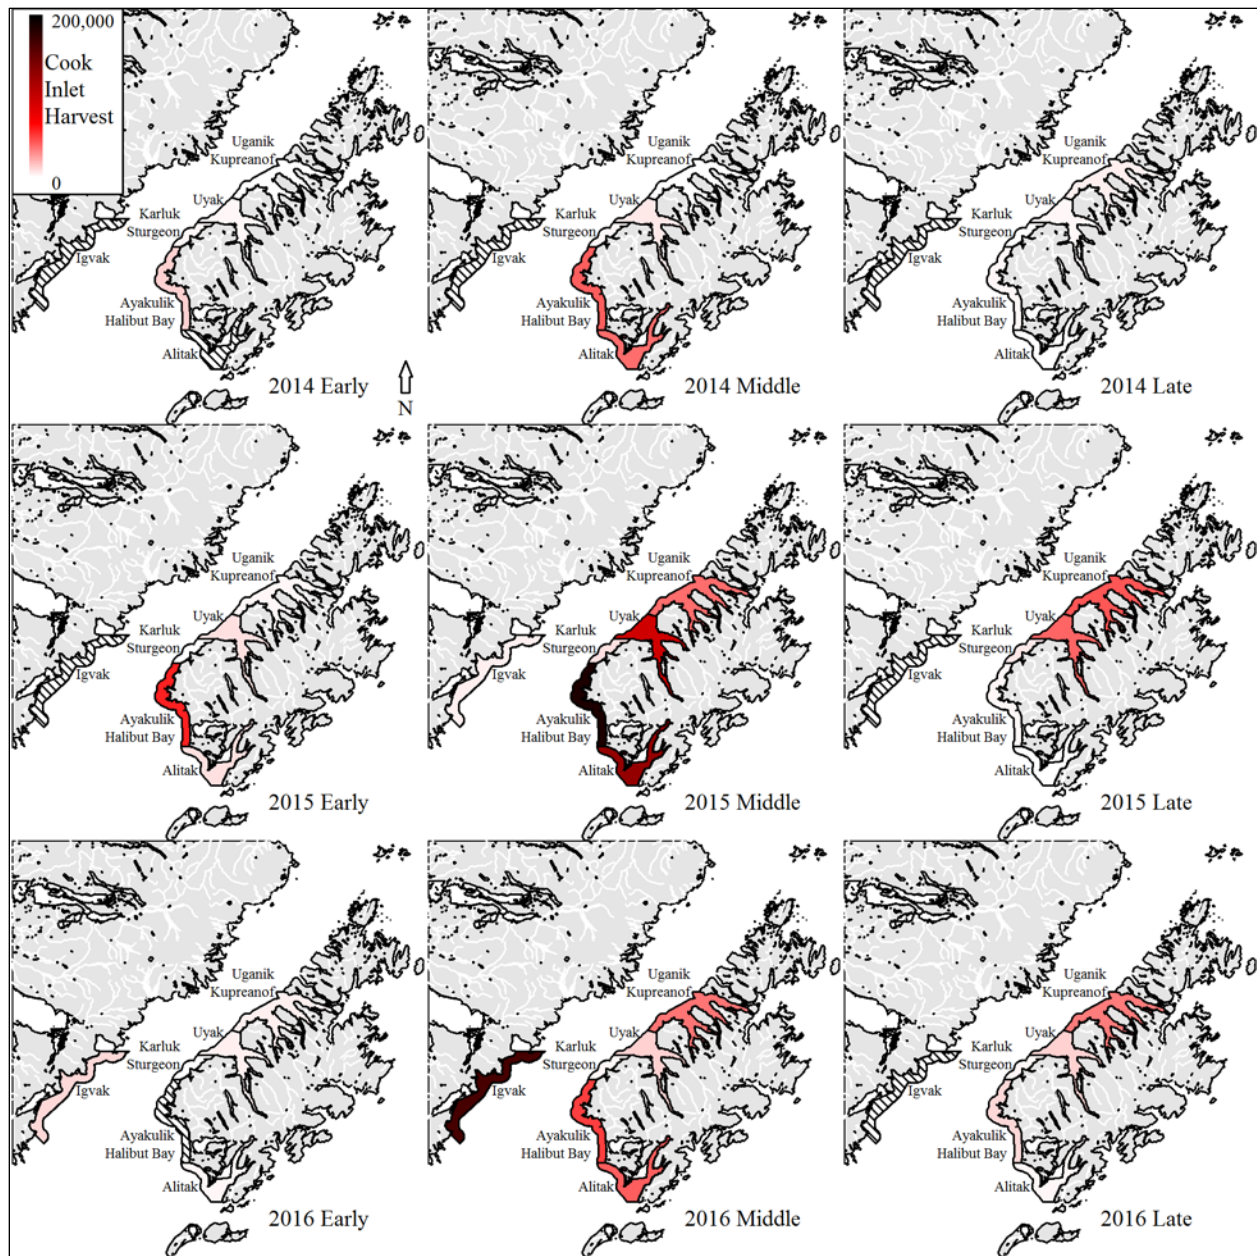 200,000
Cook
Inlet
Harvest
0
Uganik
Kupreanof
Uyak
Karluk
Sturgeon
Igvak
Ayakulik
Halibut Bay
Alitak
2014 Early
N
Uganik
Kupreanof
Uyak
Karluk
Sturgeon
Igvak
Ayakulik
Halibut Bay
Alitak
2014 Middle
Uganik
Kupreanof
Uyak
Karluk
Sturgeon
Igvak
Ayakulik
Halibut Bay
Alitak
2014 Late
Uganik
Kupreanof
Uyak
Karluk
Sturgeon
Igvak
Ayakulik
Halibut Bay
Alitak
2015 Early
Uganik
Kupreanof
Uyak
Karluk
Sturgeon
Igvak
Ayakulik
Halibut Bay
Alitak
2015 Middle
Uganik
Kupreanof
Uyak
Karluk
Sturgeon
Igvak
Ayakulik
Halibut Bay
Alitak
2015 Late
Uganik
Kupreanof
Uyak
Karluk
Sturgeon
Igvak
Ayakulik
Halibut Bay
Alitak
2016 Early
Uganik
Kupreanof
Uyak
Karluk
Sturgeon
Igvak
Ayakulik
Halibut Bay
Alitak
2016 Middle
Uganik
Kupreanof
Uyak
Karluk
Sturgeon
Igvak
Ayakulik
Halibut Bay
Alitak
2016 Late